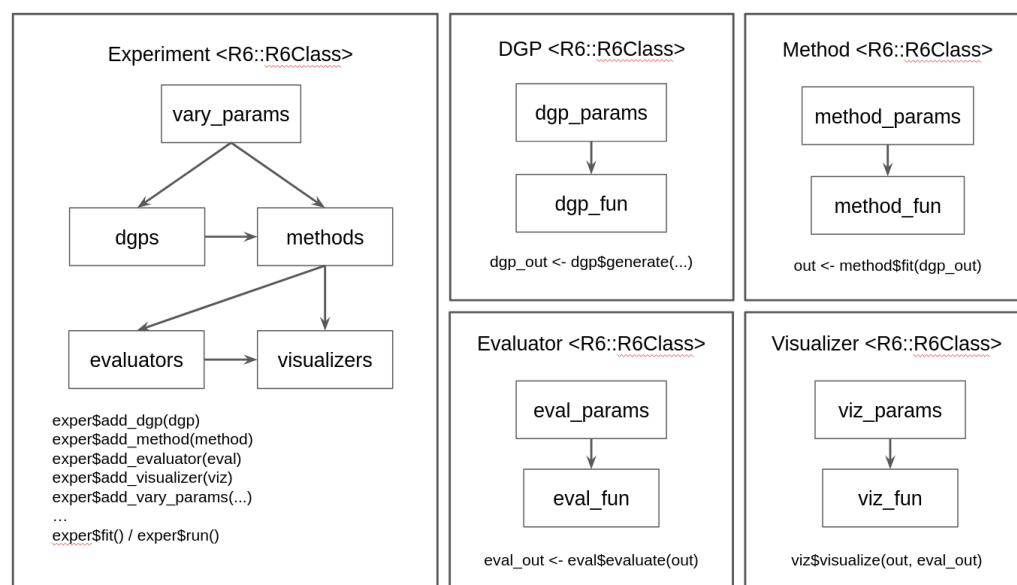 Experiment <R6::R6Class>
vary_params
dgps
methods
evaluators
visualizers
exper$add_dgp(dgp)
exper$add_method(method)
exper$add_evaluator(eval)
exper$add_visualizer(viz)
exper$add_vary_params(...)
…
exper$fit() / exper$run()
DGP <R6::R6Class>
dgp_params
dgp_fun
dgp_out <- dgp$generate(...)
Method <R6::R6Class>
method_params
method_fun
out <- method$fit(dgp_out)
Evaluator <R6::R6Class>
eval_params
eval_fun
eval_out <- eval$evaluate(out)
Visualizer <R6::R6Class>
viz_params
viz_fun
viz$visualize(out, eval_out)